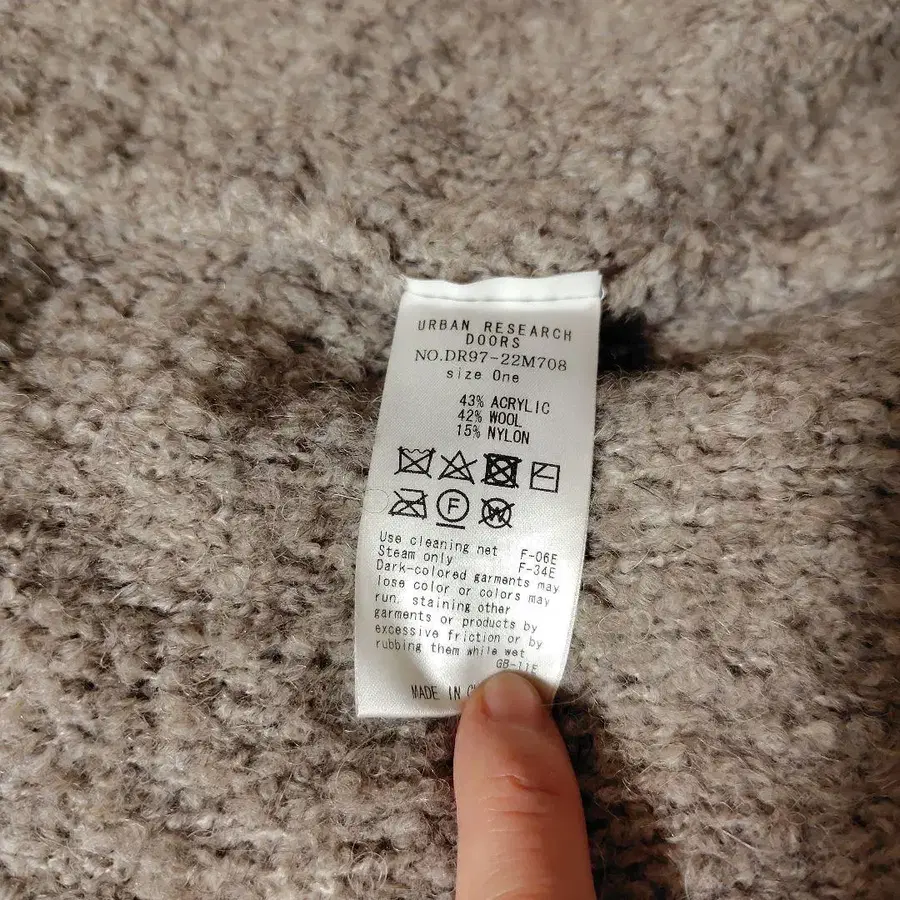 URBAN RESEARCH
DOORS
NO.DR97-22M708
size One
43% ACRYLIC
42% WOOL
15% NYLON
F
W
Use cleaning net F-06E
Steam only F-34E
Dark-colored garments may
lose color or colors may
run, staining other
garments or products by
excessive friction or by
rubbing them while wet
GB-11E
MADE IN